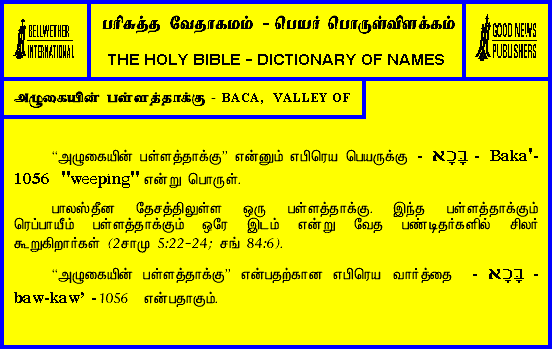 BELLWETHER
INTERNATIONAL
பரிசுத்த வேதாகமம் - பெயர் பொருள்விளக்கம்
THE HOLY BIBLE - DICTIONARY OF NAMES
GOOD NEWS
PUBLISHERS
அழுகையின் பள்ளத்தாக்கு - BACA, VALLEY OF
“அழுகையின் பள்ளத்தாக்கு” என்னும் எபிரெய பெயருக்கு - בָּכָא - Baka'-
1056 "weeping" என்று பொருள்.
பாலஸ்தீன தேசத்திலுள்ள ஒரு பள்ளத்தாக்கு. இந்த பள்ளத்தாக்கும்
ரெப்பாயீம் பள்ளத்தாக்கும் ஒரே இடம் என்று வேத பண்டிதர்களில் சிலர்
கூறுகிறார்கள் (2சாமு 5:22-24; சங் 84:6).
“அழுகையின் பள்ளத்தாக்கு” என்பதற்கான எபிரெய வார்த்தை - בָּכָא -
baw-kaw’ -1056 என்பதாகும்.